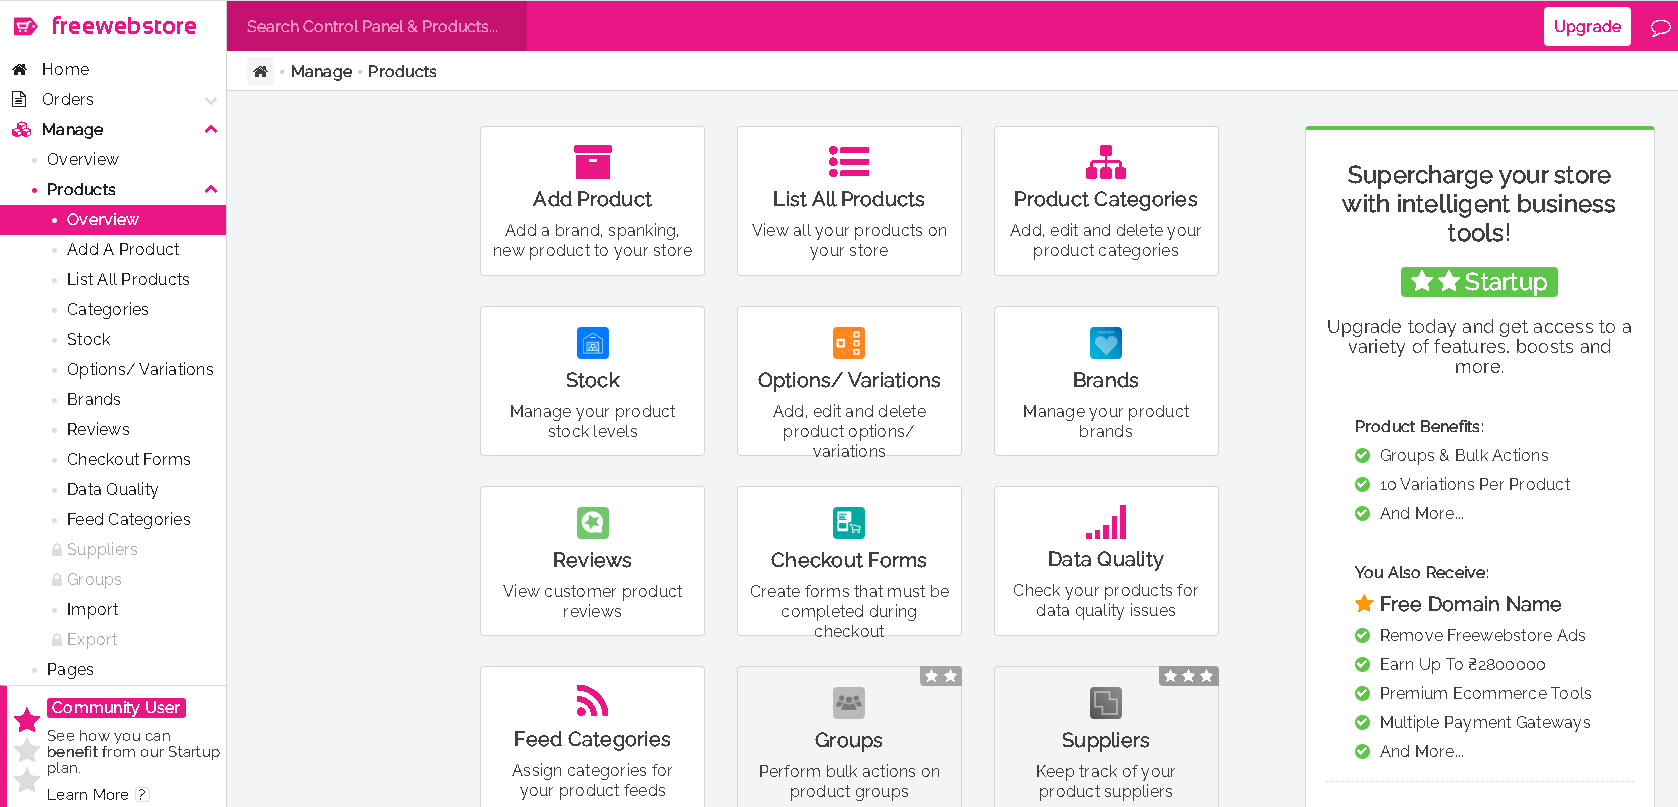 freewebstore
Search Control Panel & Products...
Upgrade
Home
Orders
Manage
Overview
Products
Overview
Add A Product
List All Products
Categories
Stock
Options/ Variations
Brands
Reviews
Checkout Forms
Data Quality
Feed Categories
Suppliers
Groups
Import
Export
Pages
Community User
See how you can
benefit from our Startup
plan.
Learn More ?
Manage • Products
Add Product
Add a brand, spanking,
new product to your store
List All Products
View all your products on
your store
Product Categories
Add, edit and delete your
product categories
Stock
Manage your product
stock levels
Options/ Variations
Add, edit and delete
product options/
variations
Brands
Manage your product
brands
Reviews
View customer product
reviews
Checkout Forms
Create forms that must be
completed during
checkout
Data Quality
Check your products for
data quality issues
Feed Categories
Assign categories for
your product feeds
Groups
Perform bulk actions on
product groups
Suppliers
Keep track of your
product suppliers
Supercharge your store
with intelligent business
tools!
Startup
Upgrade today and get access to a
variety of features. boosts and
more.
Product Benefits:
Groups & Bulk Actions
10 Variations Per Product
And More...
You Also Receive:
Free Domain Name
Remove Freewebstore Ads
Earn Up To ₴2800000
Premium Ecommerce Tools
Multiple Payment Gateways
And More...